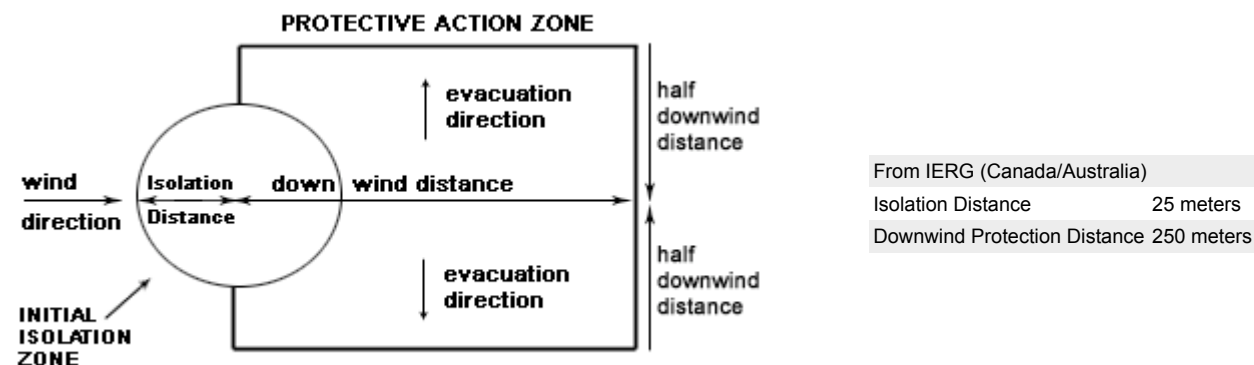 PROTECTIVE ACTION ZONE
evacuation
direction
half
downwind
distance
wind
direction
Isolation
Distance
down wind distance
evacuation
direction
half
downwind
distance
INITIAL
ISOLATION
ZONE
From IERG (Canada/Australia)
Isolation Distance 25 meters
Downwind Protection Distance 250 meters